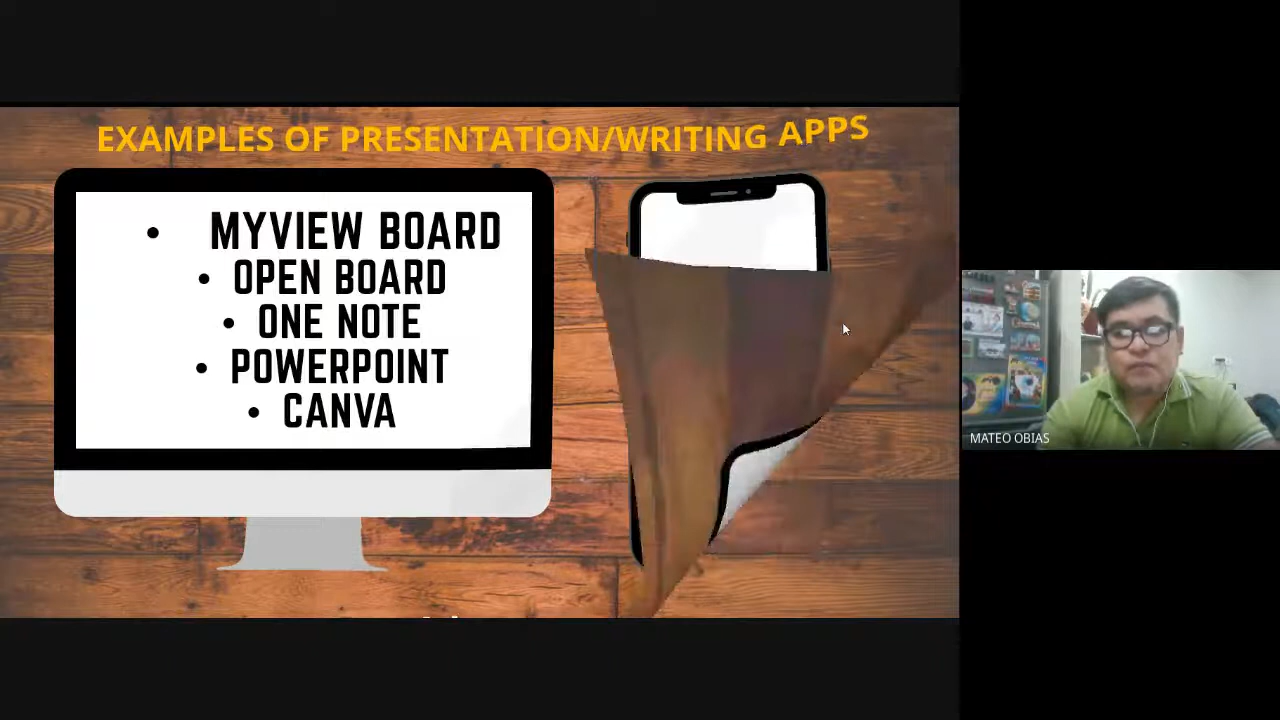 EXAMPLES OF PRESENTATION/WRITING APPS
• MYVIEW BOARD
• OPEN BOARD
• ONE NOTE
• POWERPOINT
• CANVA
MATEO OBIAS